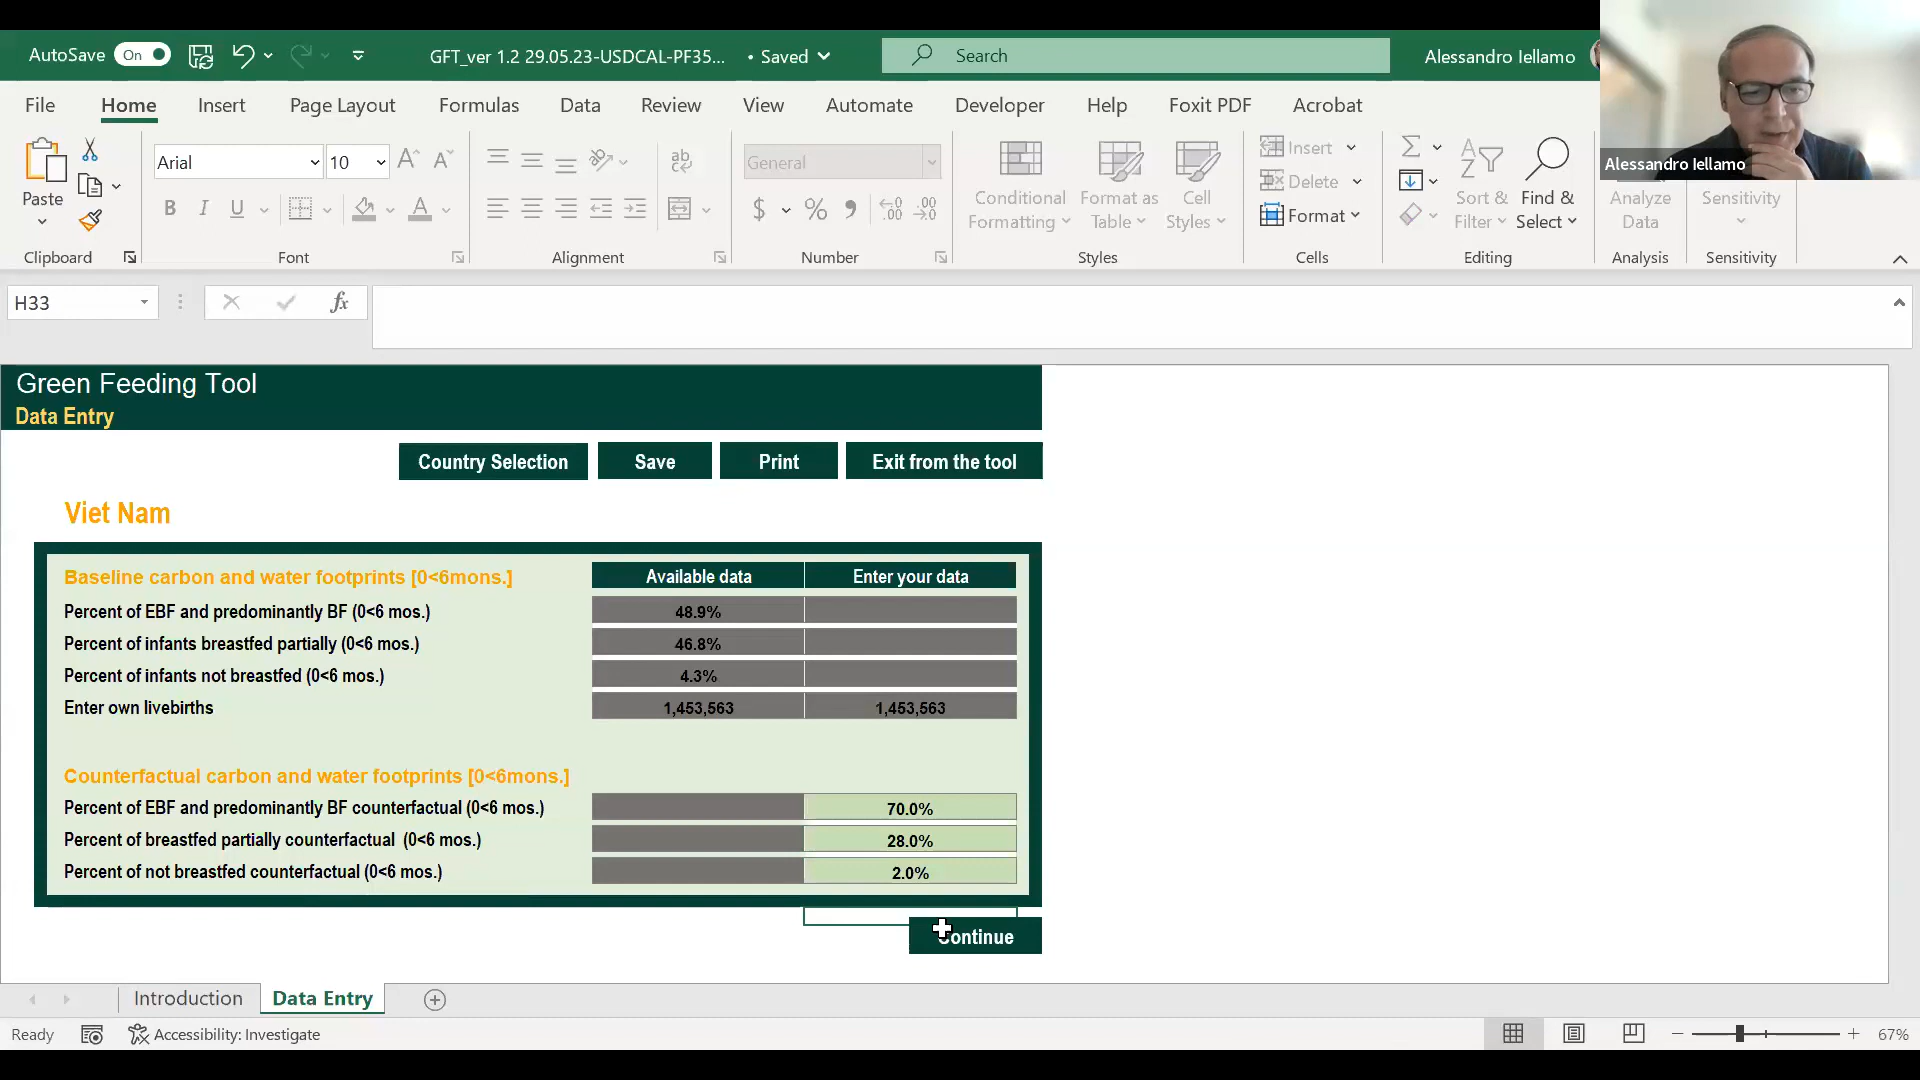 AutoSave On GFT_ver 1.2 29.05.23-USDCAL-PF35... • Saved Search Alessandro Iellamo
File Home Insert Page Layout Formulas Data Review View Automate Developer Help Foxit PDF Acrobat
Alessandro Iellamo
Paste
Arial 10
General
Conditional Formatting
Format as Table
Cell Styles
Insert
Delete
Format
Sort & Filter
Find & Select
Analyze Data
Sensitivity
Clipboard Font Alignment Number Styles Cells Editing Analysis Sensitivity
H33 fx
Green Feeding Tool
Data Entry
Country Selection Save Print Exit from the tool
Viet Nam
Baseline carbon and water footprints [0<6mons.] Available data Enter your data
Percent of EBF and predominantly BF (0<6 mos.) 48.9%
Percent of infants breastfed partially (0<6 mos.) 46.8%
Percent of infants not breastfed (0<6 mos.) 4.3%
Enter own livebirths 1,453,563 1,453,563
Counterfactual carbon and water footprints [0<6mons.]
Percent of EBF and predominantly BF counterfactual (0<6 mos.) 70.0%
Percent of breastfed partially counterfactual (0<6 mos.) 28.0%
Percent of not breastfed counterfactual (0<6 mos.) 2.0%
Continue
Introduction Data Entry
Ready Accessibility: Investigate 67%